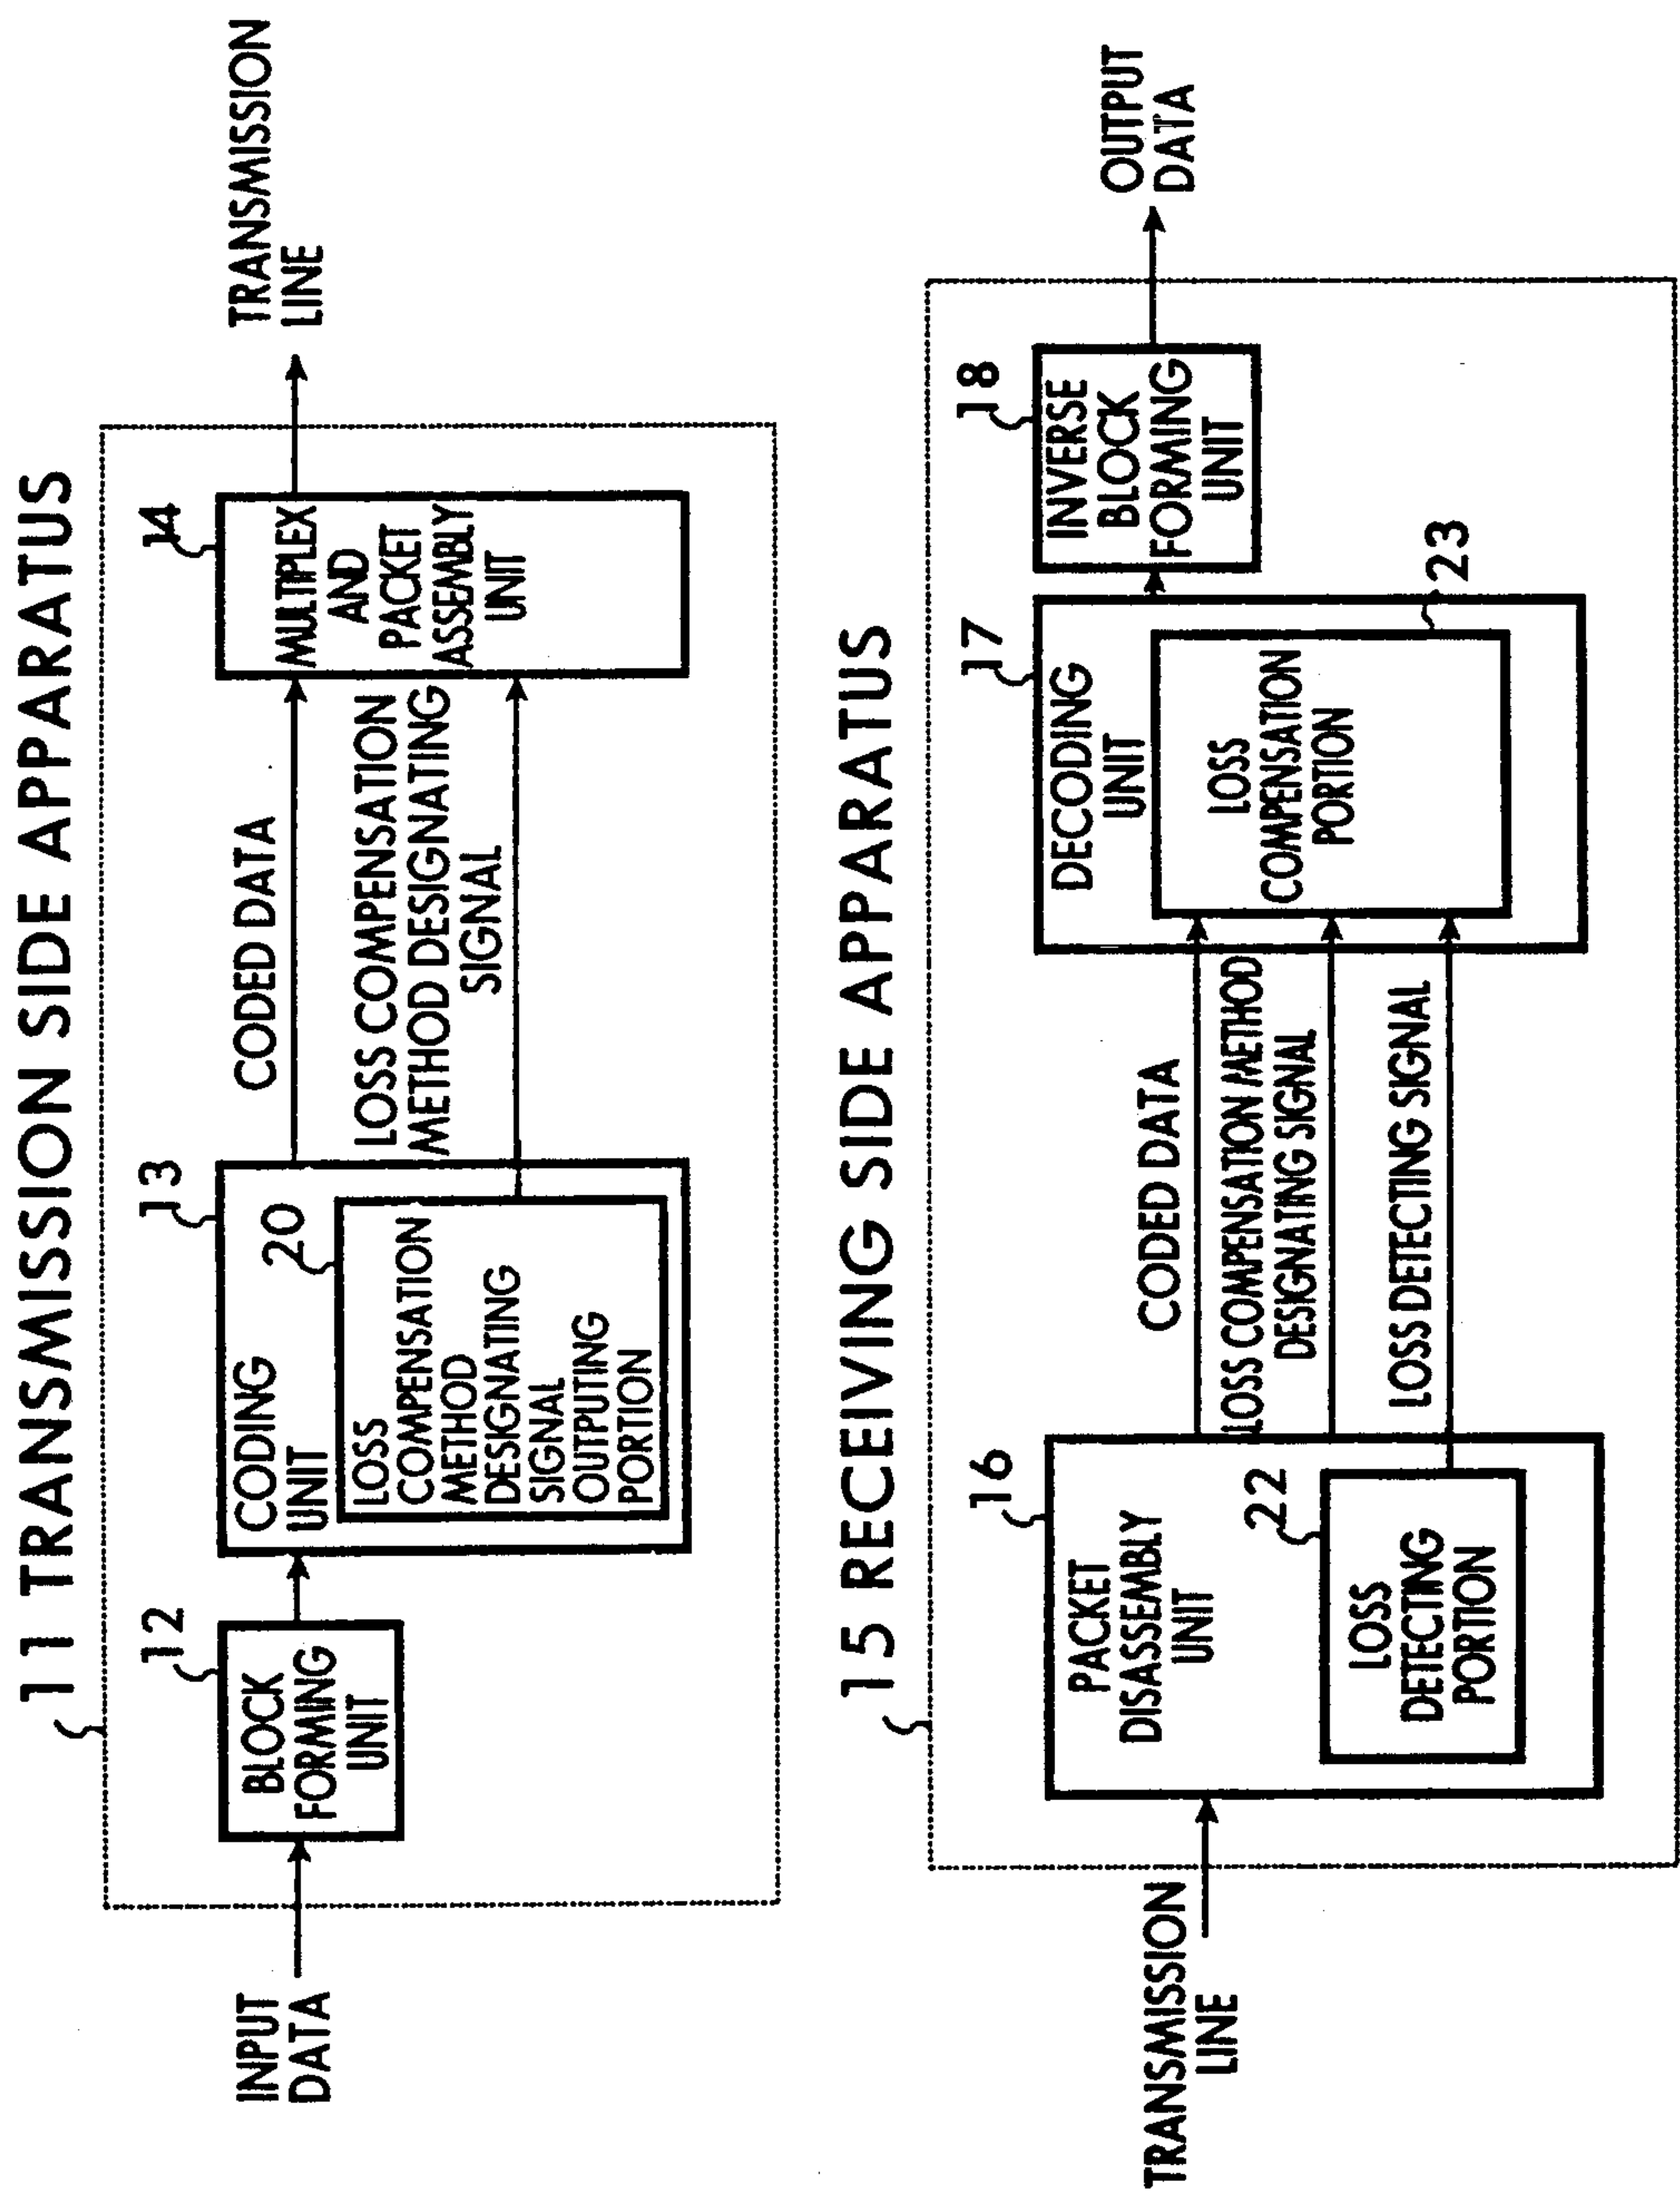 11 TRANSMISSION SIDE APPARATUS
INPUT
DATA
12
BLOCK
FORMING
UNIT
13
CODING
UNIT
20
LOSS
COMPENSATION
METHOD
DESIGNATING
SIGNAL
OUTPUTING
PORTION
CODED DATA
LOSS COMPENSATION
METHOD DESIGNATING
SIGNAL
14
MULTIPLEX
AND
PACKET
ASSEMBLY
UNIT
TRANSMISSION
LINE
15 RECEIVING SIDE APPARATUS
TRANSMISSION
LINE
16
PACKET
DISASSEMBLY
UNIT
22
LOSS
DETECTING
PORTION
CODED DATA
LOSS COMPENSATION METHOD
DESIGNATING SIGNAL
LOSS DETECTING SIGNAL
17
DECODING
UNIT
LOSS
COMPENSATION
PORTION
23
18
INVERSE
BLOCK
FORMING
UNIT
OUTPUT
DATA